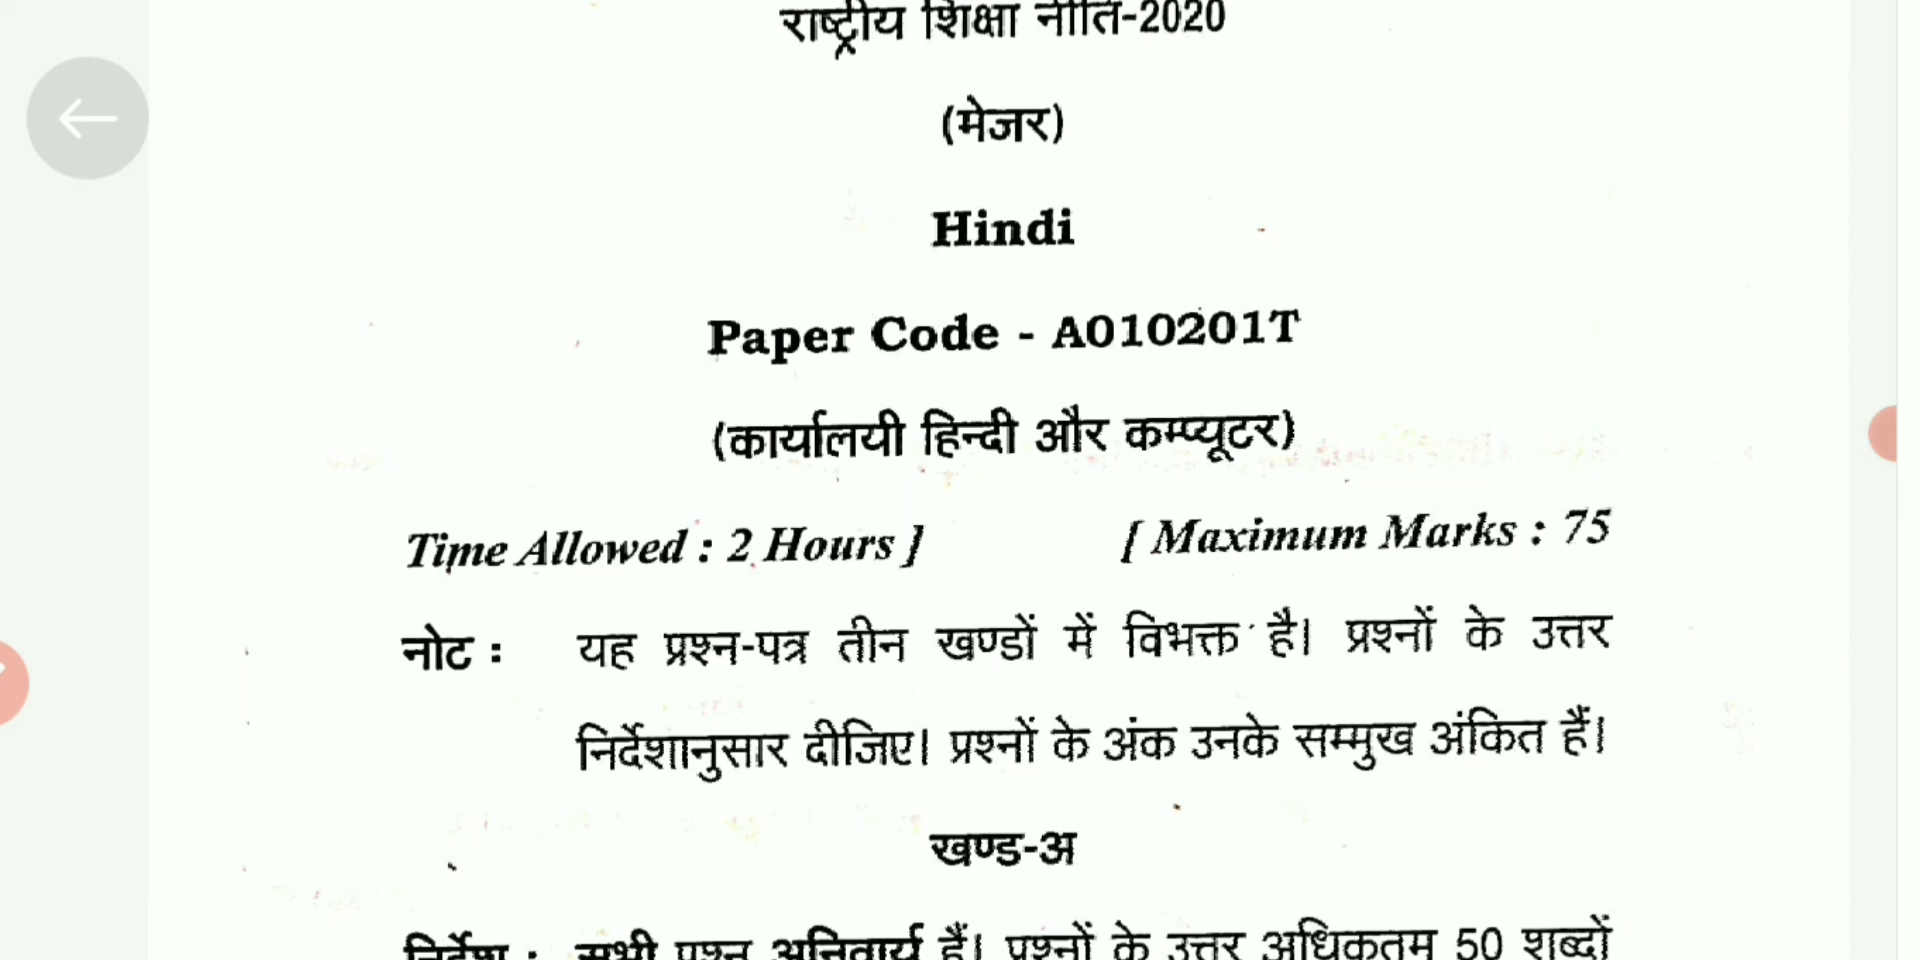 राष्ट्रीय शिक्षा नीति-2020
(मेजर)
Hindi
Paper Code - A010201T
(कार्यालयी हिन्दी और कम्प्यूटर)
Time Allowed : 2 Hours ] [ Maximum Marks : 75
नोट : यह प्रश्न-पत्र तीन खण्डों में विभक्त है। प्रश्नों के उत्तर
निर्देशानुसार दीजिए। प्रश्नों के अंक उनके सम्मुख अंकित हैं।
खण्ड-अ
निर्देश : सभी प्रश्न अनिवार्य हैं। प्रश्नों के उत्तर अधिकतम 50 शब्दों